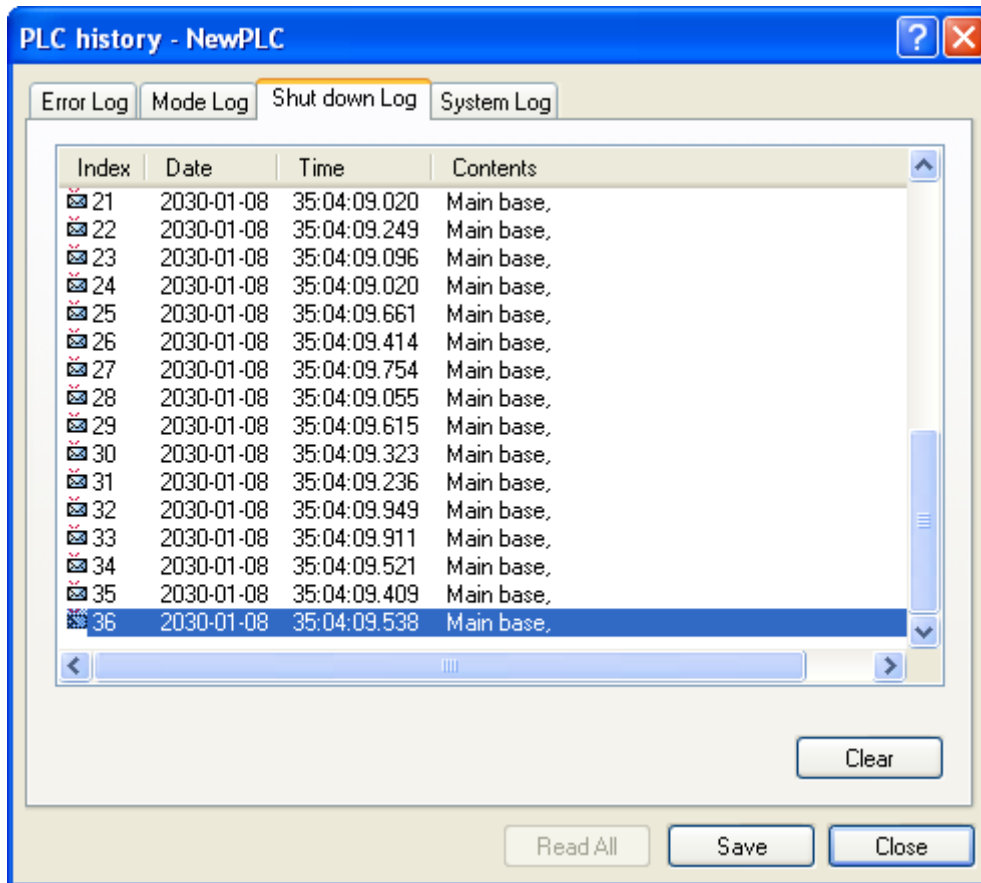 PLC history - NewPLC
Error Log Mode Log Shut down Log System Log
Index Date Time Contents
21 2030-01-08 35:04:09.020 Main base,
22 2030-01-08 35:04:09.249 Main base,
23 2030-01-08 35:04:09.096 Main base,
24 2030-01-08 35:04:09.020 Main base,
25 2030-01-08 35:04:09.661 Main base,
26 2030-01-08 35:04:09.414 Main base,
27 2030-01-08 35:04:09.754 Main base,
28 2030-01-08 35:04:09.055 Main base,
29 2030-01-08 35:04:09.615 Main base,
30 2030-01-08 35:04:09.323 Main base,
31 2030-01-08 35:04:09.236 Main base,
32 2030-01-08 35:04:09.949 Main base,
33 2030-01-08 35:04:09.911 Main base,
34 2030-01-08 35:04:09.521 Main base,
35 2030-01-08 35:04:09.409 Main base,
36 2030-01-08 35:04:09.538 Main base,
Clear
Read All Save Close